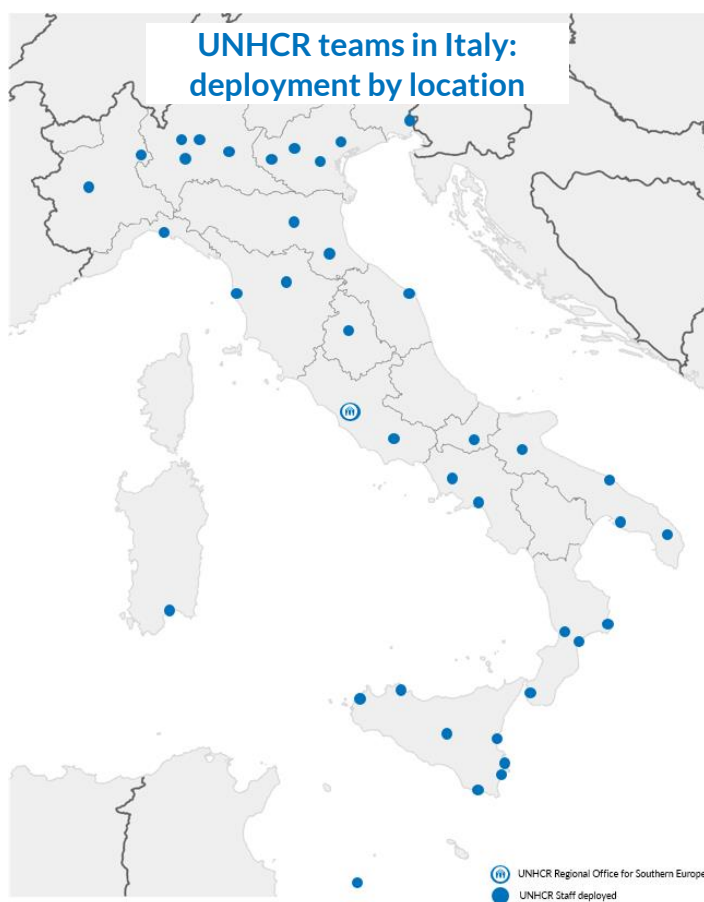 UNHCR teams in Italy:
deployment by location
UNHCR Regional Office for Southern Europe
UNHCR Staff deployed